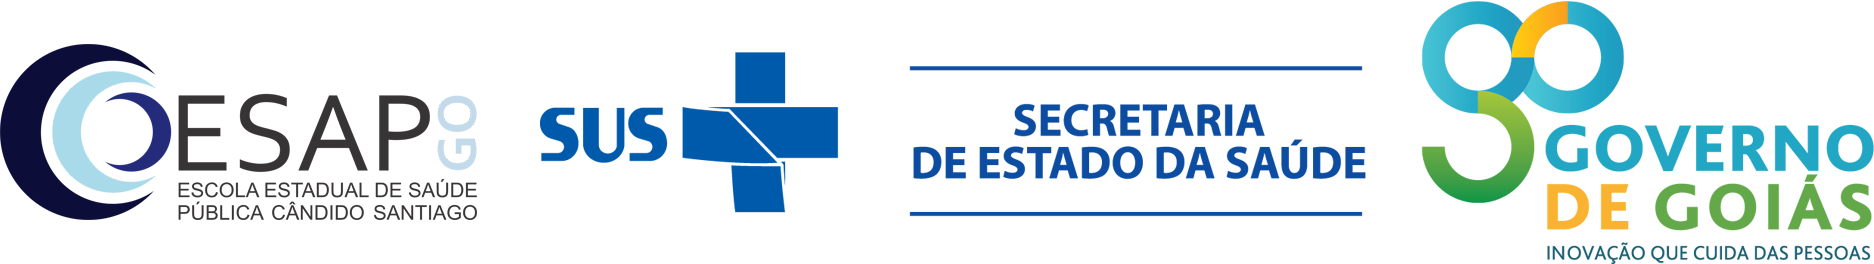 ESAP
GO
ESCOLA ESTADUAL DE SAÚDE
PÚBLICA CÂNDIDO SANTIAGO
SUS
SECRETARIA
DE ESTADO DA SAÚDE
GOVERNO
DE GOIÁS
INOVAÇÃO QUE CUIDA DAS PESSOAS